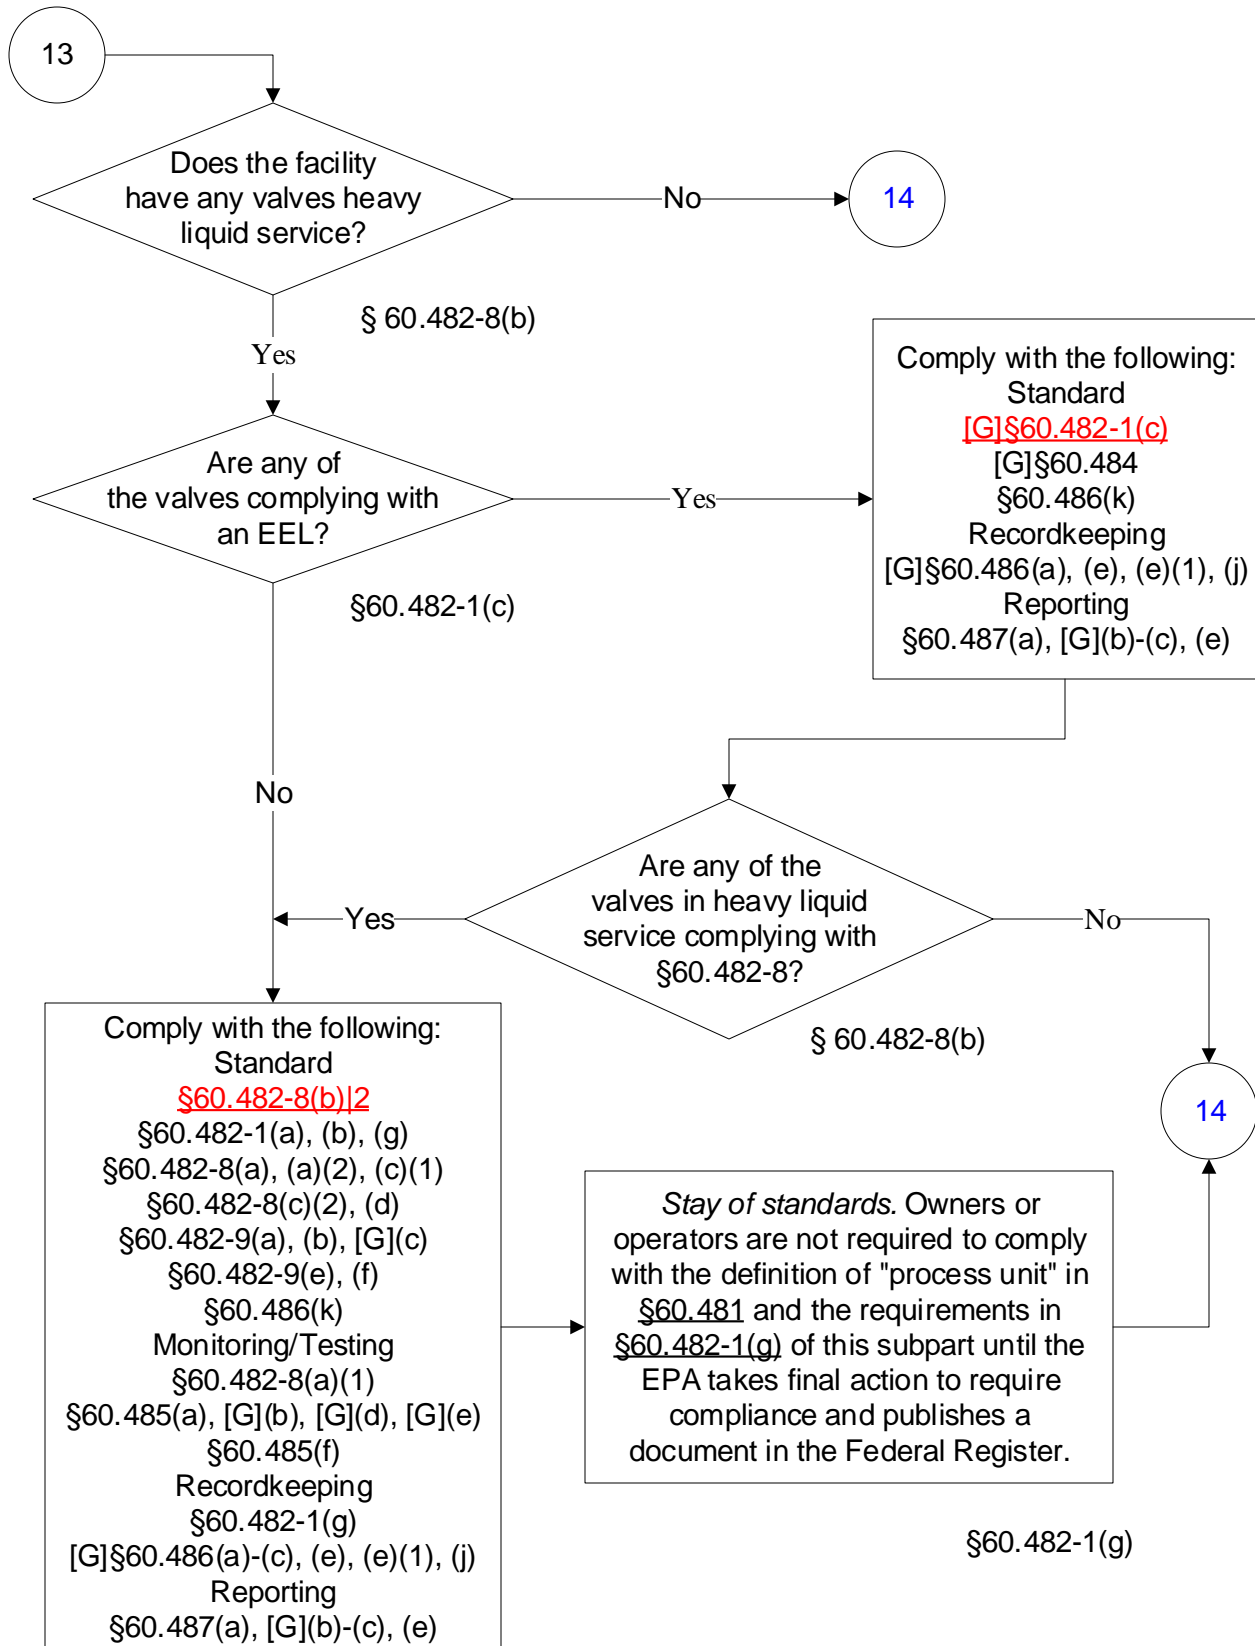 13
Does the facility
have any valves heavy
liquid service?
No
14
§ 60.482-8(b)
Yes
Are any of
the valves complying with
an EEL?
Yes
§60.482-1(c)
Comply with the following:
Standard
[G]§60.482-1(c)
[G]§60.484
§60.486(k)
Recordkeeping
[G]§60.486(a), (e), (e)(1), (j)
Reporting
§60.487(a), [G](b)-(c), (e)
No
Are any of the
valves in heavy liquid
service complying with
§60.482-8?
Yes
No
§ 60.482-8(b)
14
Comply with the following:
Standard
§60.482-8(b)|2
§60.482-1(a), (b), (g)
§60.482-8(a), (a)(2), (c)(1)
§60.482-8(c)(2), (d)
§60.482-9(a), (b), [G](c)
§60.482-9(e), (f)
§60.486(k)
Monitoring/Testing
§60.482-8(a)(1)
§60.485(a), [G](b), [G](d), [G](e)
§60.485(f)
Recordkeeping
§60.482-1(g)
[G]§60.486(a)-(c), (e), (e)(1), (j)
Reporting
§60.487(a), [G](b)-(c), (e)
Stay of standards. Owners or
operators are not required to comply
with the definition of "process unit" in
§60.481 and the requirements in
§60.482-1(g) of this subpart until the
EPA takes final action to require
compliance and publishes a
document in the Federal Register.
§60.482-1(g)